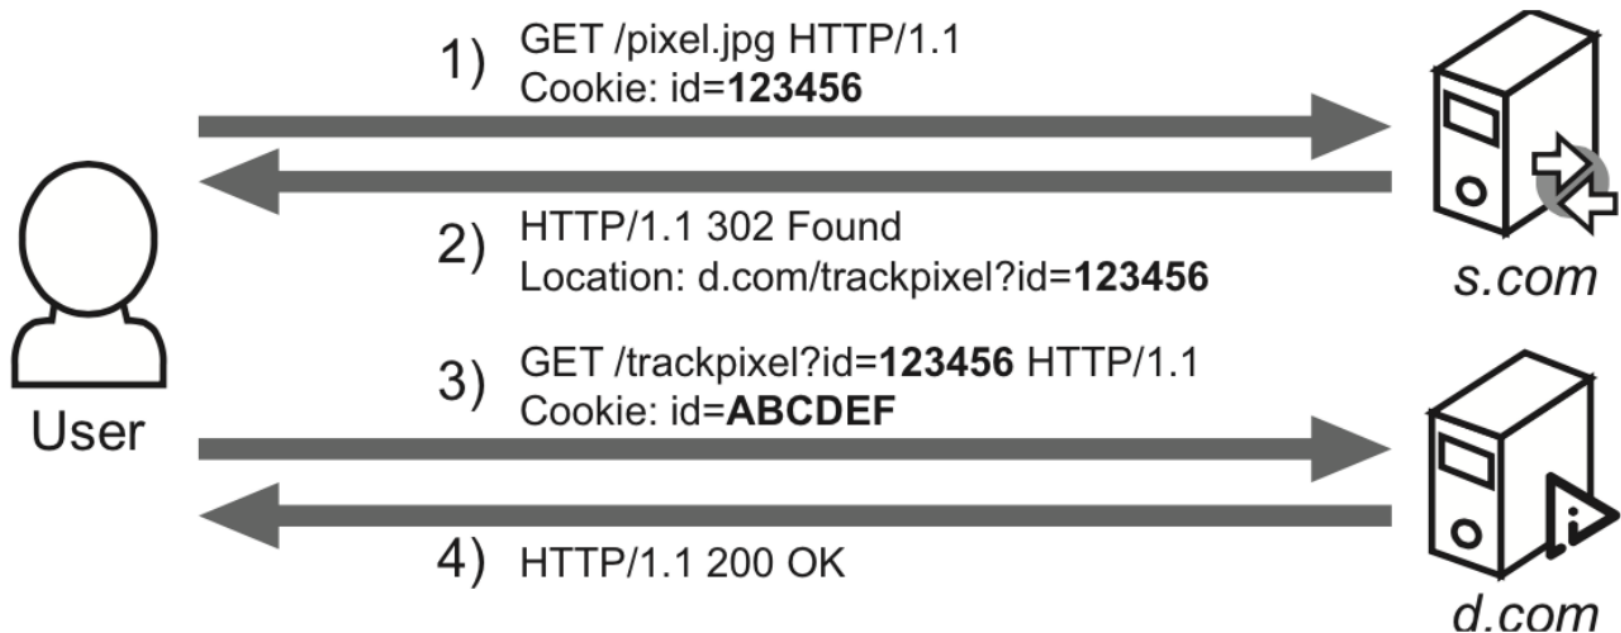 1) GET /pixel.jpg HTTP/1.1
Cookie: id=123456
2) HTTP/1.1 302 Found
Location: d.com/trackpixel?id=123456
s.com
3) GET /trackpixel?id=123456 HTTP/1.1
Cookie: id=ABCDEF
User
4) HTTP/1.1 200 OK
d.com